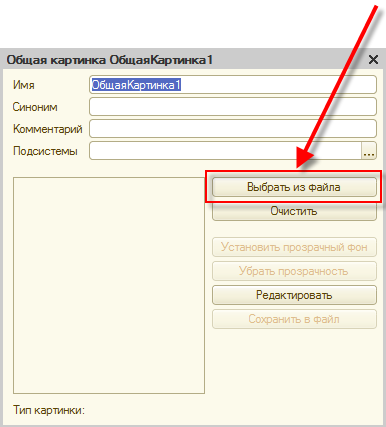 Общая картинка ОбщаяКартинка1
Имя ОбщаяКартинка1
Синоним
Комментарий
Подсистемы ...
Выбрать из файла
Очистить
Установить прозрачный фон
Убрать прозрачность
Редактировать
Сохранить в файл
Тип картинки: